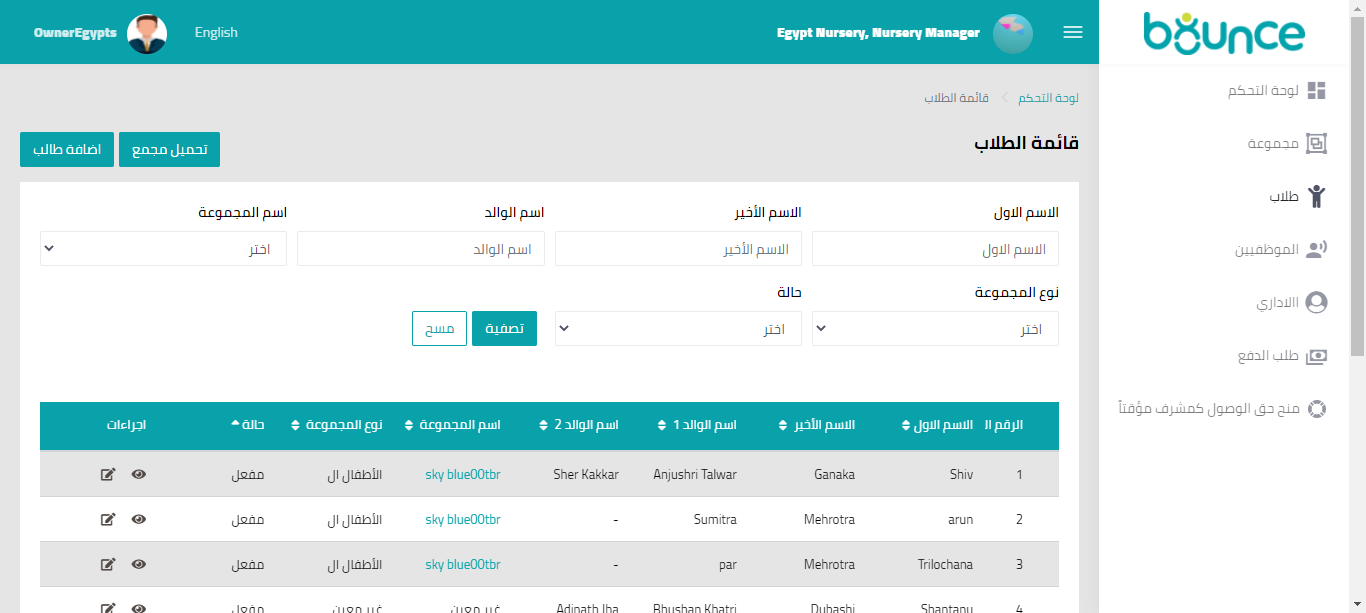 bounce
Egypt Nursery, Nursery Manager
English
OwnerEgypts
لوحة التحكم
مجموعة
طلاب
الموظفيين
االاداري
طلب الدفع
منح حق الوصول كمشرف مؤقتاً
لوحة التحكم
قائمة الطلاب
قائمة الطلاب
تحميل مجمع
اضافة طالب
الاسم الاول
الاسم الأخير
اسم الوالد
اسم المجموعة
الاسم الاول
الاسم الأخير
اسم الوالد
اختر
نوع المجموعة
حالة
اختر
اختر
تصفية
مسح
الرقم ال الاسم الاول الاسم الأخير اسم الوالد 1 اسم الوالد 2 اسم المجموعة نوع المجموعة حالة اجراءات
1 Shiv Ganaka Anjushri Talwar Sher Kakkar sky blue00tbr الأطفال ال مفعل
2 arun Mehrotra Sumitra - sky blue00tbr الأطفال ال مفعل
3 Trilochana Mehrotra par - sky blue00tbr الأطفال ال مفعل
4 Shantanu Dubashi Bhushan Khatri Adinath Jha غير معين غير معين مفعل